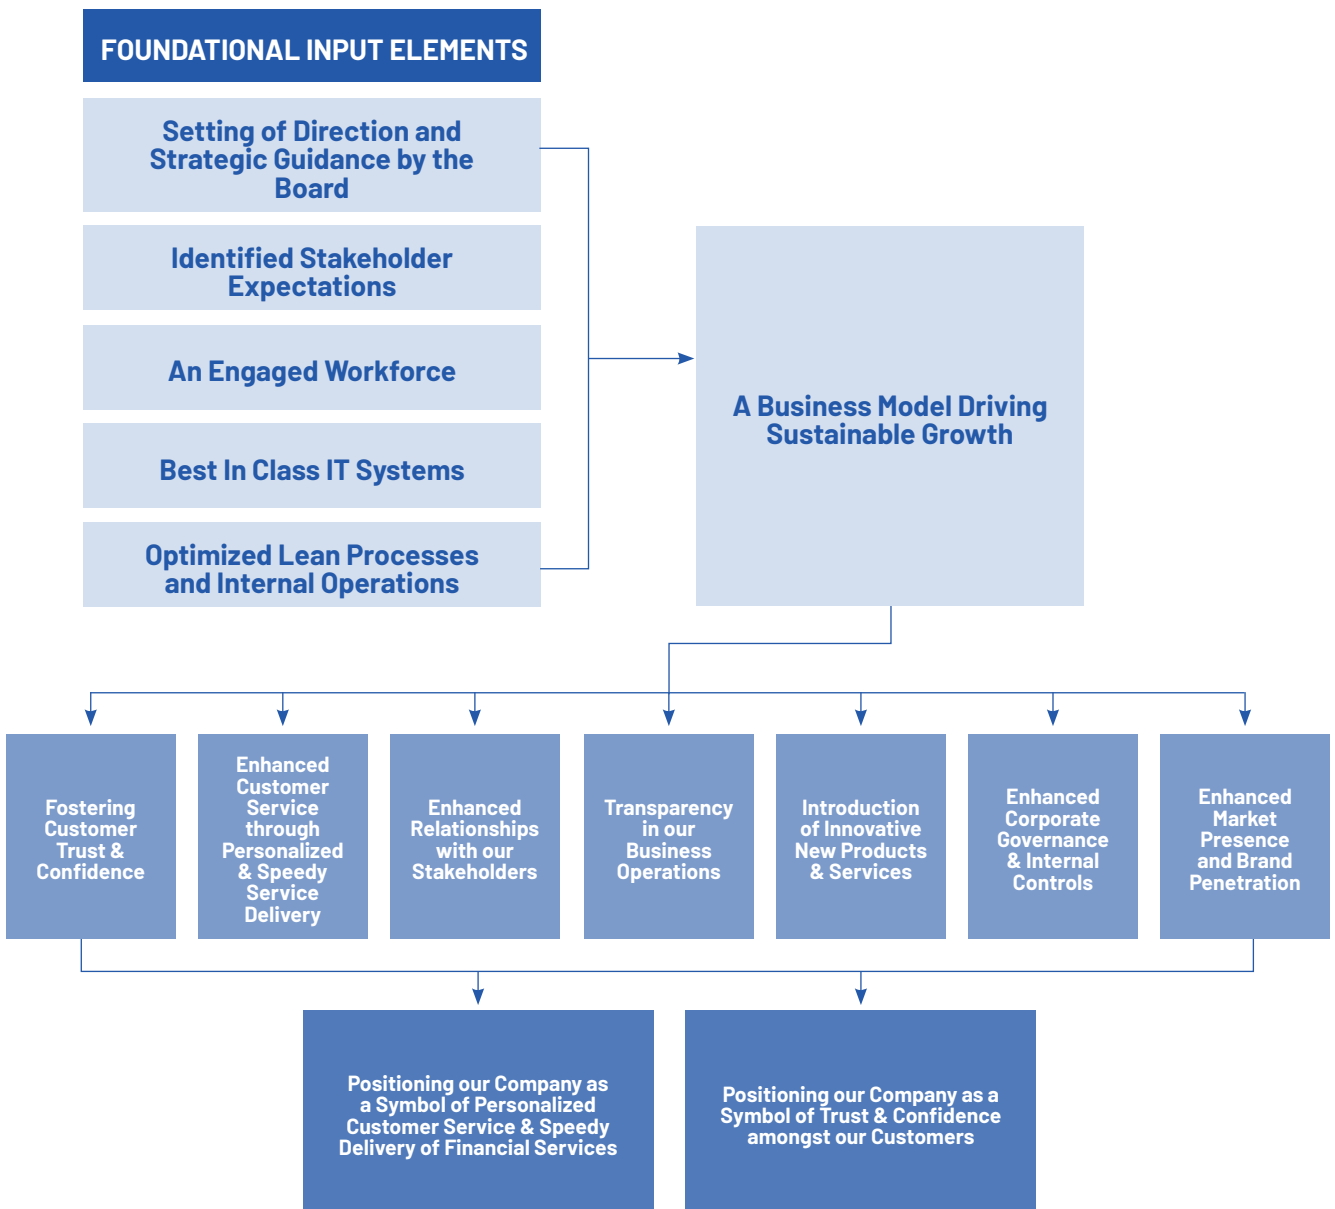 FOUNDATIONAL INPUT ELEMENTS
Setting of Direction and
Strategic Guidance by the
Board
Identified Stakeholder
Expectations
An Engaged Workforce
Best In Class IT Systems
Optimized Lean Processes
and Internal Operations
A Business Model Driving
Sustainable Growth
Fostering
Customer
Trust &
Confidence
Enhanced
Customer
Service
through
Personalized
& Speedy
Service
Delivery
Enhanced
Relationships
with our
Stakeholders
Transparency
in our
Business
Operations
Introduction
of Innovative
New Products
& Services
Enhanced
Corporate
Governance
& Internal
Controls
Enhanced
Market
Presence
and Brand
Penetration
Positioning our Company as
a Symbol of Personalized
Customer Service & Speedy
Delivery of Financial Services
Positioning our Company as a
Symbol of Trust & Confidence
amongst our Customers